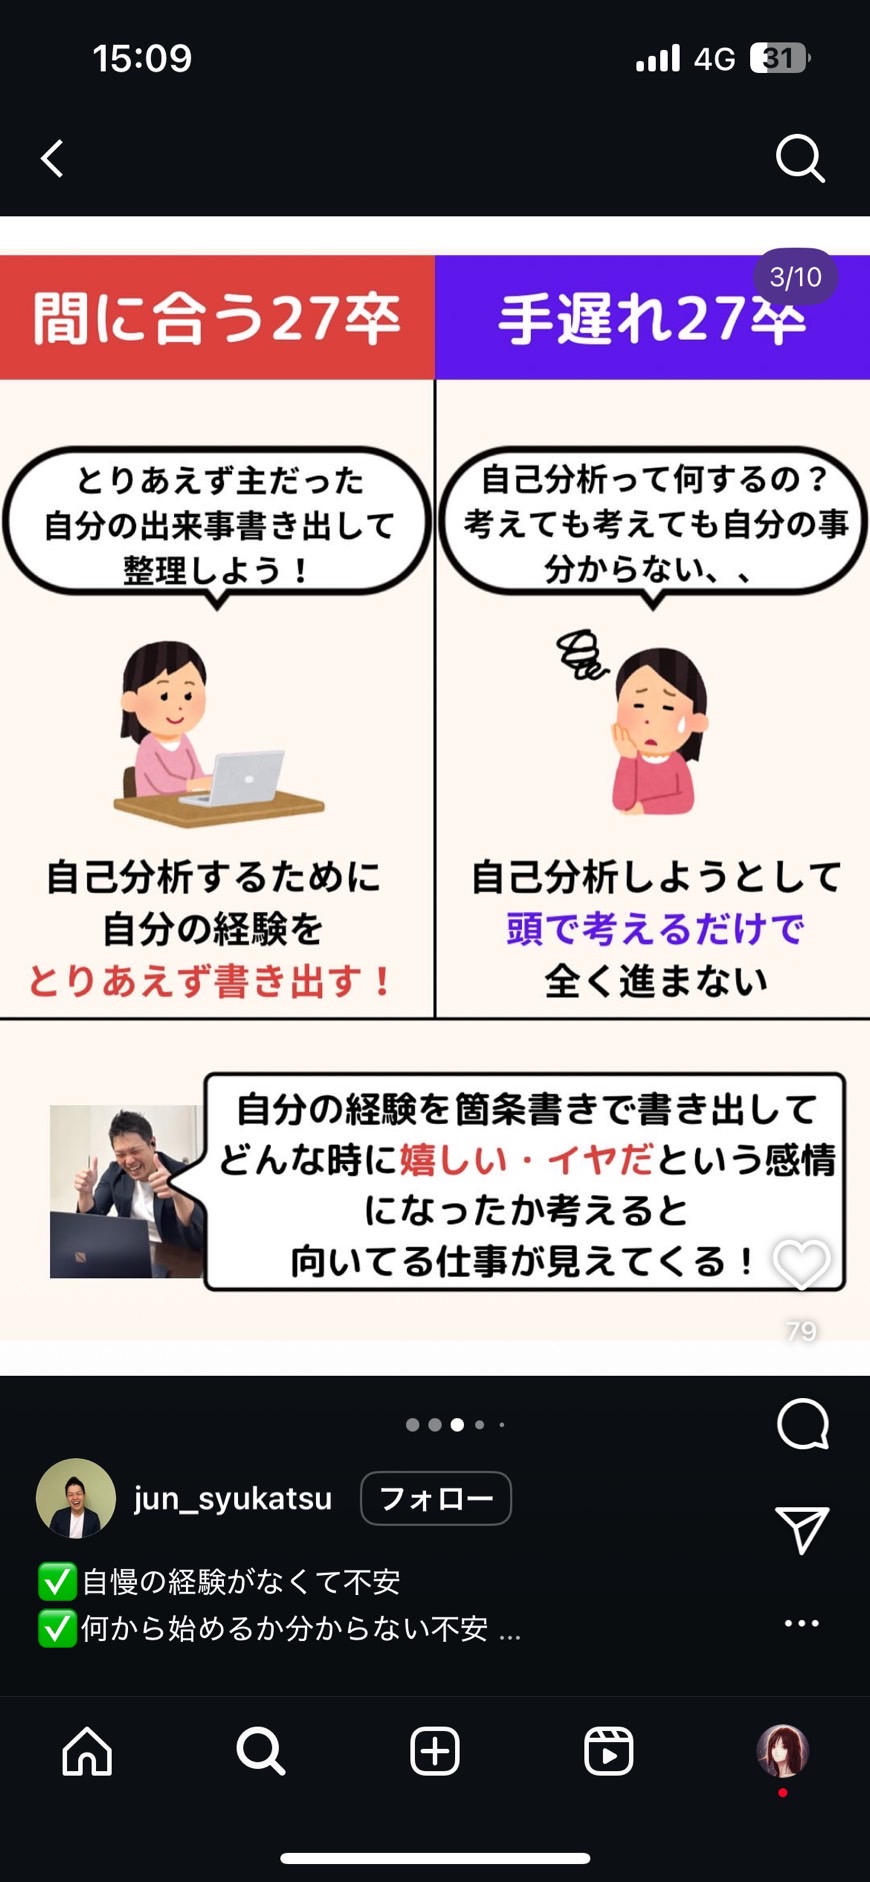 15:09
4G
31
3/10
間に合う27卒
手遅れ27卒
とりあえず主だった
自分の出来事書き出して
整理しよう！
自己分析って何するの？
考えても考えても自分の事
分からない、、
自己分析するために
自分の経験を
とりあえず書き出す！
自己分析しようとして
頭で考えるだけで
全く進まない
自分の経験を箇条書きで書き出して
どんな時に嬉しい・イヤだという感情
になったか考えると
向いてる仕事が見えてくる！
79
jun_syukatsu
フォロー
✅自慢の経験がなくて不安
✅何から始めるか分からない不安 ...